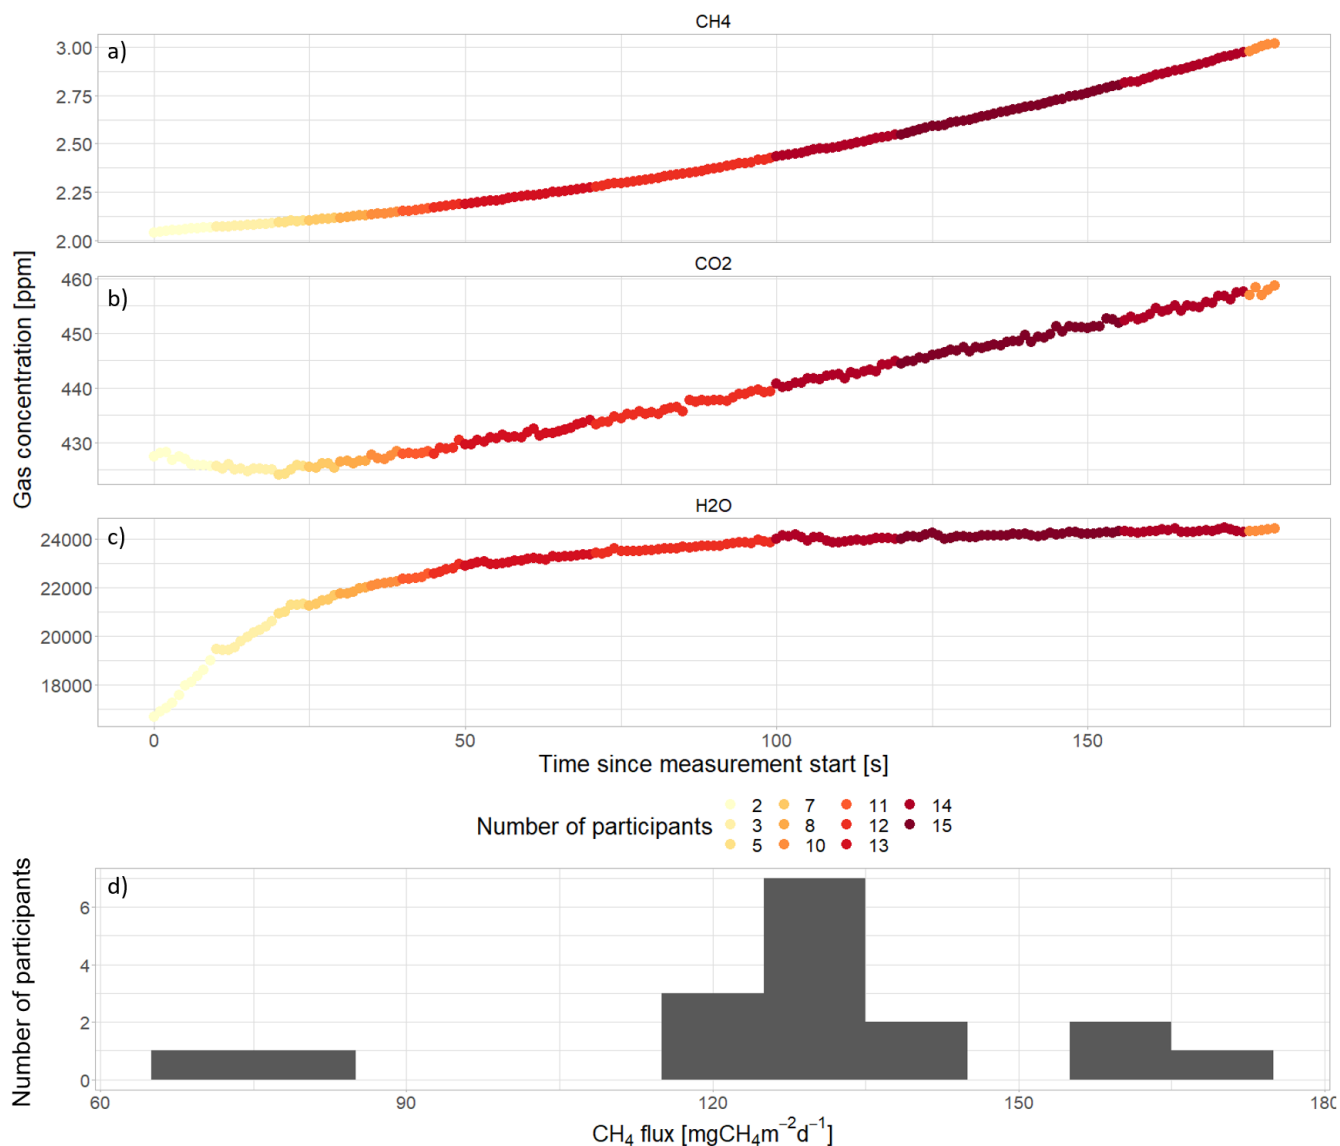 CH4
a)
3.00
2.75
2.50
2.25
2.00
CO2
b)
460
450
440
430
Gas concentration [ppm]
H2O
c)
24000
22000
20000
18000
0 50 100 150
Time since measurement start [s]
Number of participants
2 7 11 14
3 8 12 15
5 10 13
d)
Number of participants
6
4
2
0
60 90 120 150 180
CH₄ flux [mgCH₄m⁻²d⁻¹]